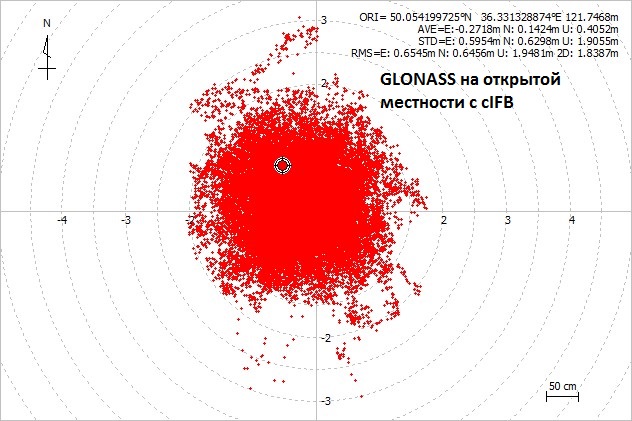 N
3
ORI= 50.054199725°N 36.331328874°E 121.7468m
AVE=E:-0.2718m N: 0.1424m U: 0.4052m
STD=E: 0.5954m N: 0.6298m U: 1.9055m
RMS=E: 0.6545m N: 0.6456m U: 1.9481m 2D: 1.8387m
2
GLONASS на открытой
местности с cIFB
-4 -3 2 3 4
-2
50 cm
-3